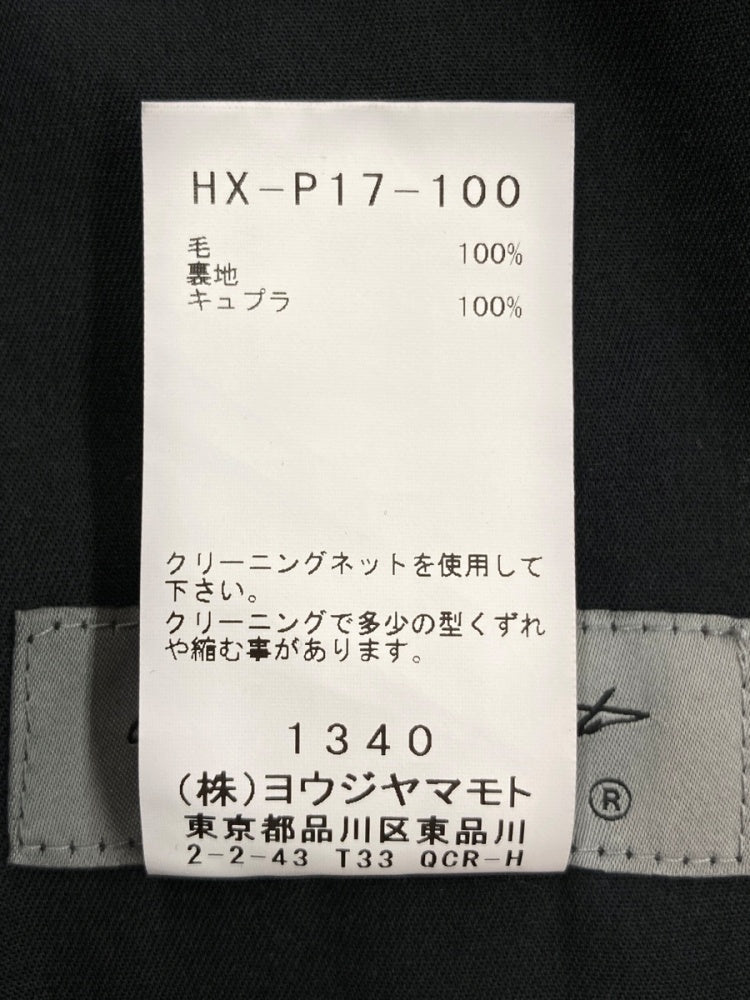 HX-P17-100
毛 100%
裏地
キュプラ 100%
クリーニングネットを使用して
下さい。
クリーニングで多少の型くずれ
や縮む事があります。
1340
(株)ヨウジヤマモト
東京都品川区東品川
2-2-43 T33 QCR-H
®